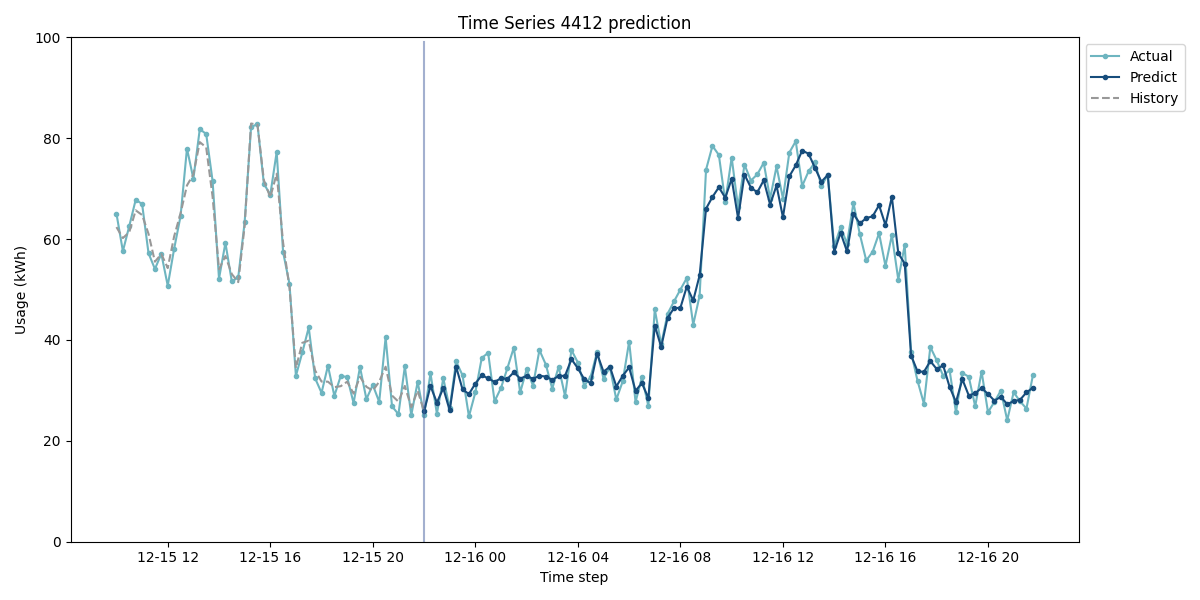 Time Series 4412 prediction
100
80
60
40
20
0
Usage (kWh)
12-15 12
12-15 16
12-15 20
12-16 00
12-16 04
12-16 08
12-16 12
12-16 16
12-16 20
Time step
Actual
Predict
History